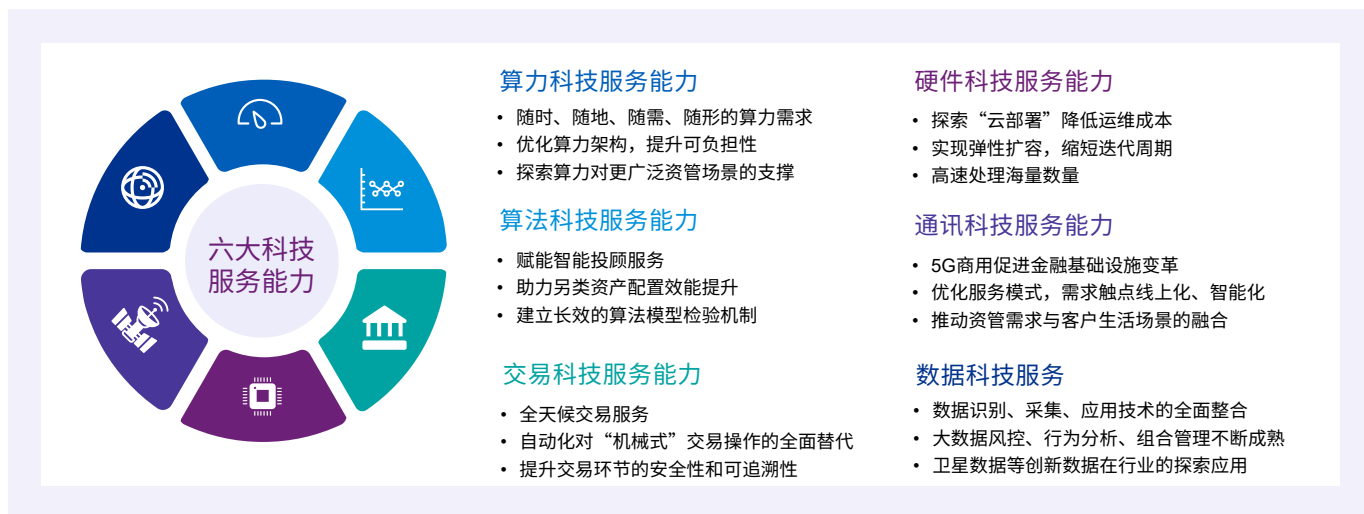 六大科技
服务能力
算力科技服务能力
• 随时、随地、随需、随形的算力需求
• 优化算力架构，提升可负担性
• 探索算力对更广泛资管场景的支撑
算法科技服务能力
• 赋能智能投顾服务
• 助力另类资产配置效能提升
• 建立长效的算法模型检验机制
交易科技服务能力
• 全天候交易服务
• 自动化对“机械式”交易操作的全面替代
• 提升交易环节的安全性和可追溯性
硬件科技服务能力
• 探索“云部署”降低运维成本
• 实现弹性扩容，缩短迭代周期
• 高速处理海量数量
通讯科技服务能力
• 5G商用促进金融基础设施变革
• 优化服务模式，需求触点线上化、智能化
• 推动资管需求与客户生活场景的融合
数据科技服务
• 数据识别、采集、应用技术的全面整合
• 大数据风控、行为分析、组合管理不断成熟
• 卫星数据等创新数据在行业的探索应用